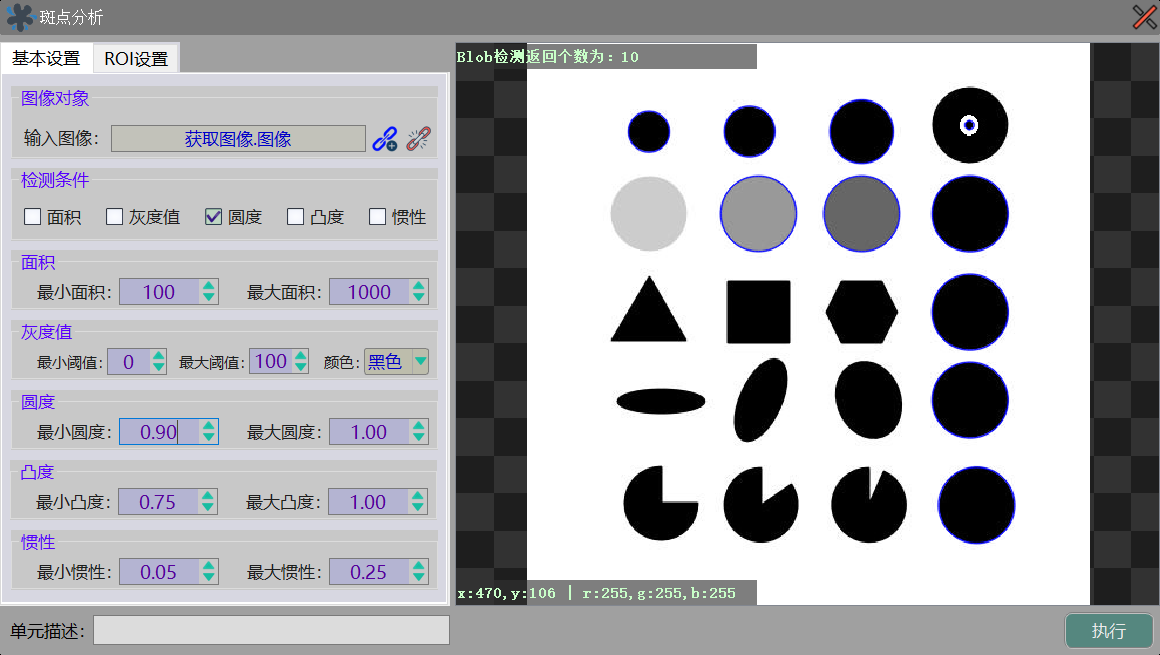 斑点分析
基本设置 ROI设置
图像对象
输入图像: 获取图像.图像
检测条件
面积 灰度值 圆度 凸度 惯性
面积
最小面积: 100 最大面积: 1000
灰度值
最小阈值: 0 最大阈值: 100 颜色: 黑色
圆度
最小圆度: 0.90 最大圆度: 1.00
凸度
最小凸度: 0.75 最大凸度: 1.00
惯性
最小惯性: 0.05 最大惯性: 0.25
单元描述:
Blob检测返回个数为: 10
x:470,y:106 | r:255,g:255,b:255
执行